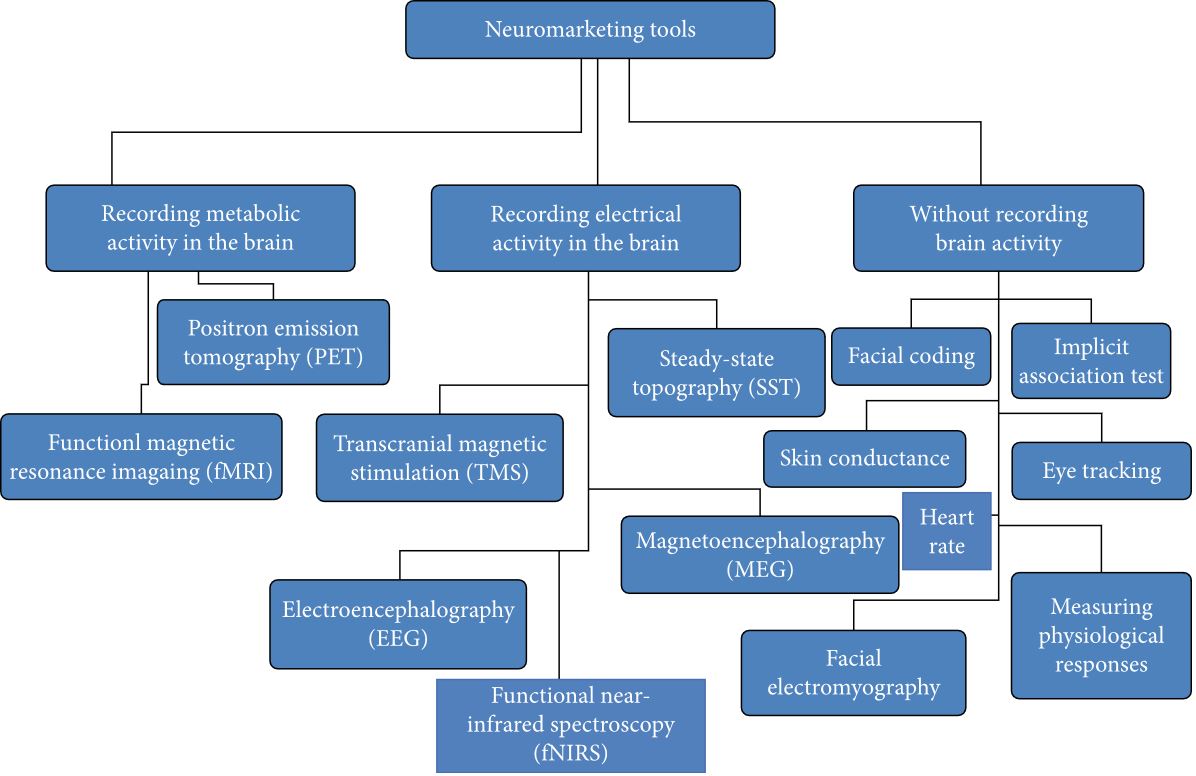 Neuromarketing tools
Recording metabolic
activity in the brain
Recording electrical
activity in the brain
Without recording
brain activity
Positron emission
tomography (PET)
Functionl magnetic
resonance imagaing (fMRI)
Steady-state
topography (SST)
Transcranial magnetic
stimulation (TMS)
Magnetoencephalography
(MEG)
Electroencephalography
(EEG)
Functional near-
infrared spectroscopy
(fNIRS)
Facial coding
Implicit
association test
Skin conductance
Eye tracking
Heart
rate
Measuring
physiological
responses
Facial
electromyography